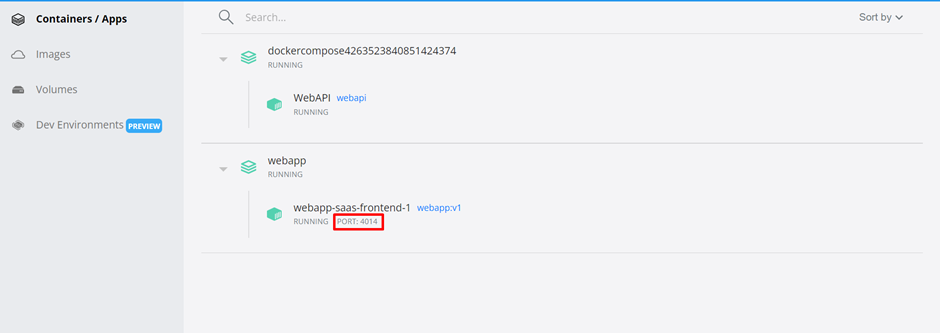 Containers / Apps
Images
Volumes
Dev Environments PREVIEW
Search...
Sort by
dockercompose4263523840851424374
RUNNING
WebAPI webapi
RUNNING
webapp
RUNNING
webapp-saas-frontend-1 webapp:v1
RUNNING PORT: 4014